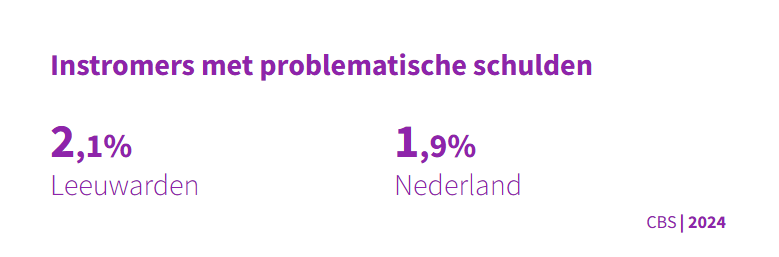 Instromers met problematische schulden
2,1% 1,9%
Leeuwarden Nederland
CBS | 2024